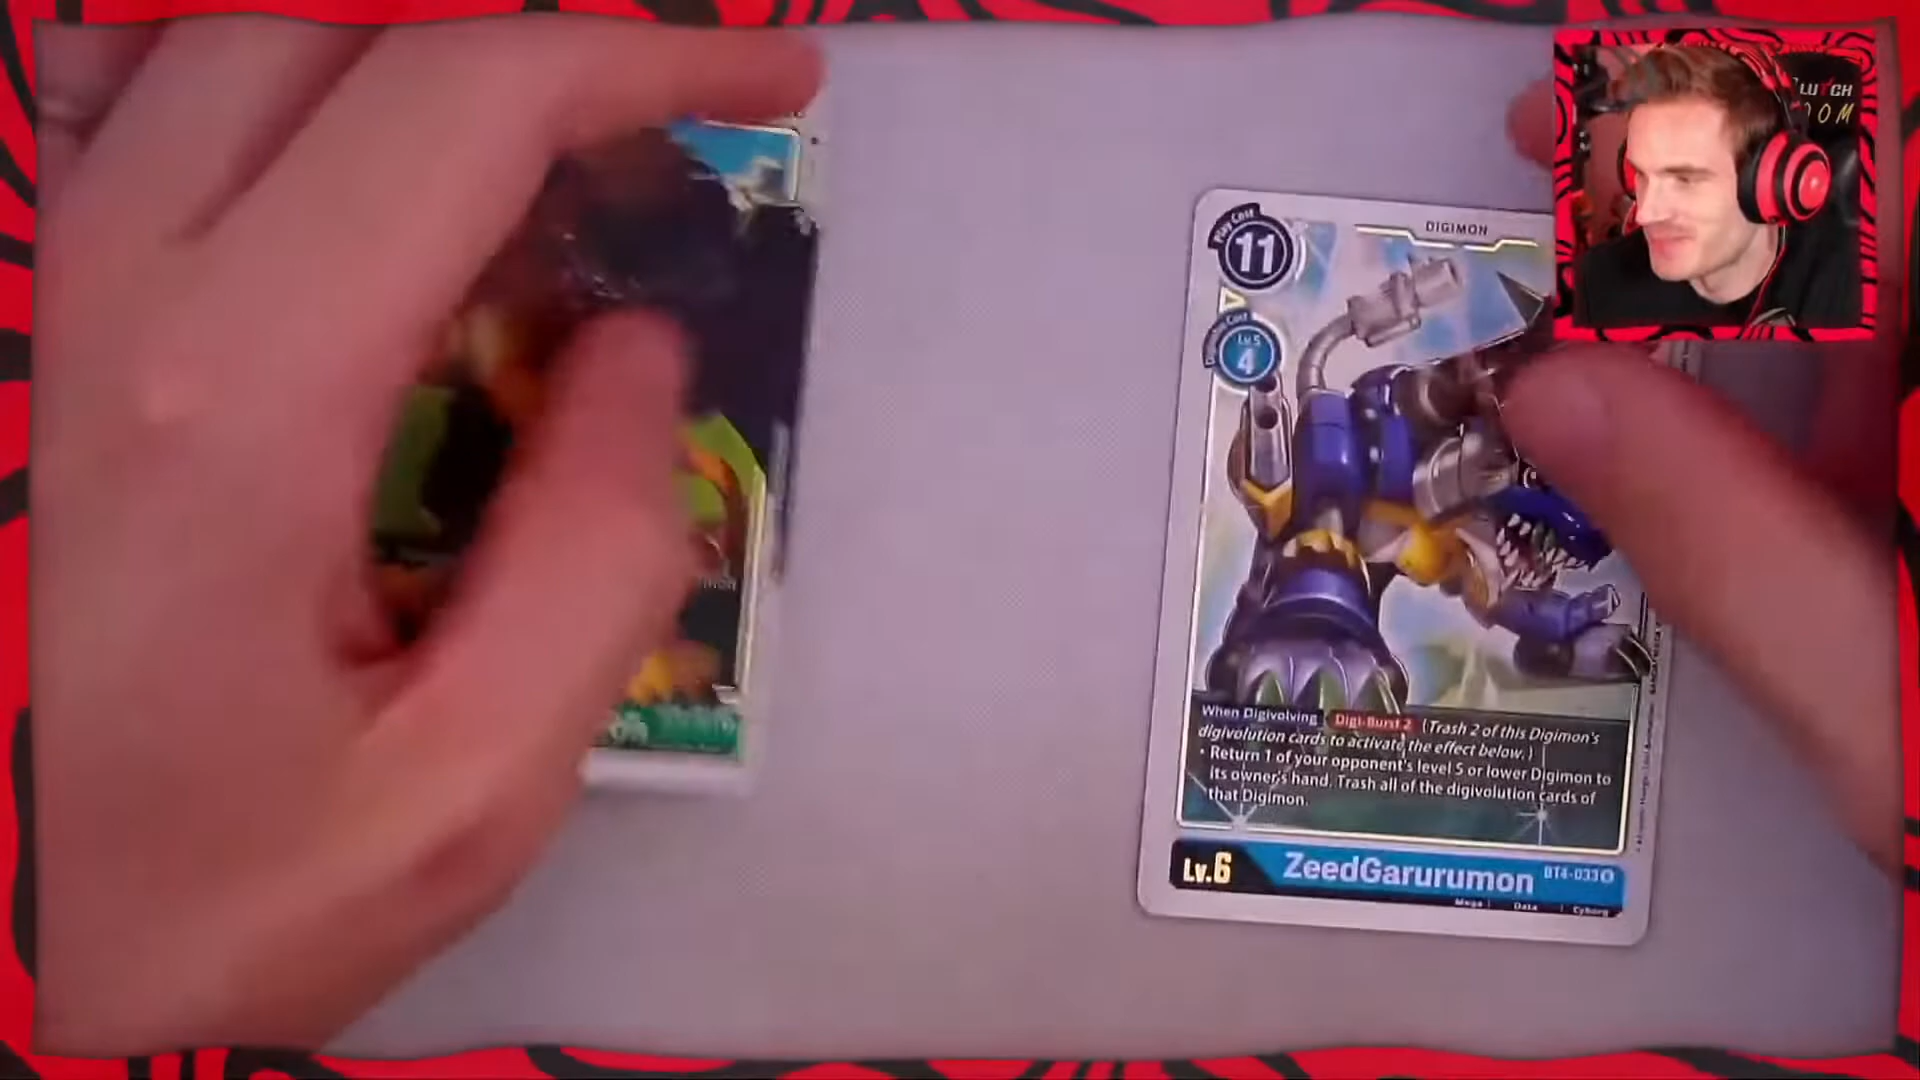 LUTCH
OOM
Play Cost
11
DIGIMON
Lv.5
4
When Digivolving Digi-Burst 2 (Trash 2 of this Digimon's
digivolution cards to activate the effect below.)
• Return 1 of your opponent's level 5 or lower Digimon to
its owner's hand. Trash all of the digivolution cards of
that Digimon.
Lv.6 ZeedGarurumon BT4-033 R
Mega | Data | Cyborg